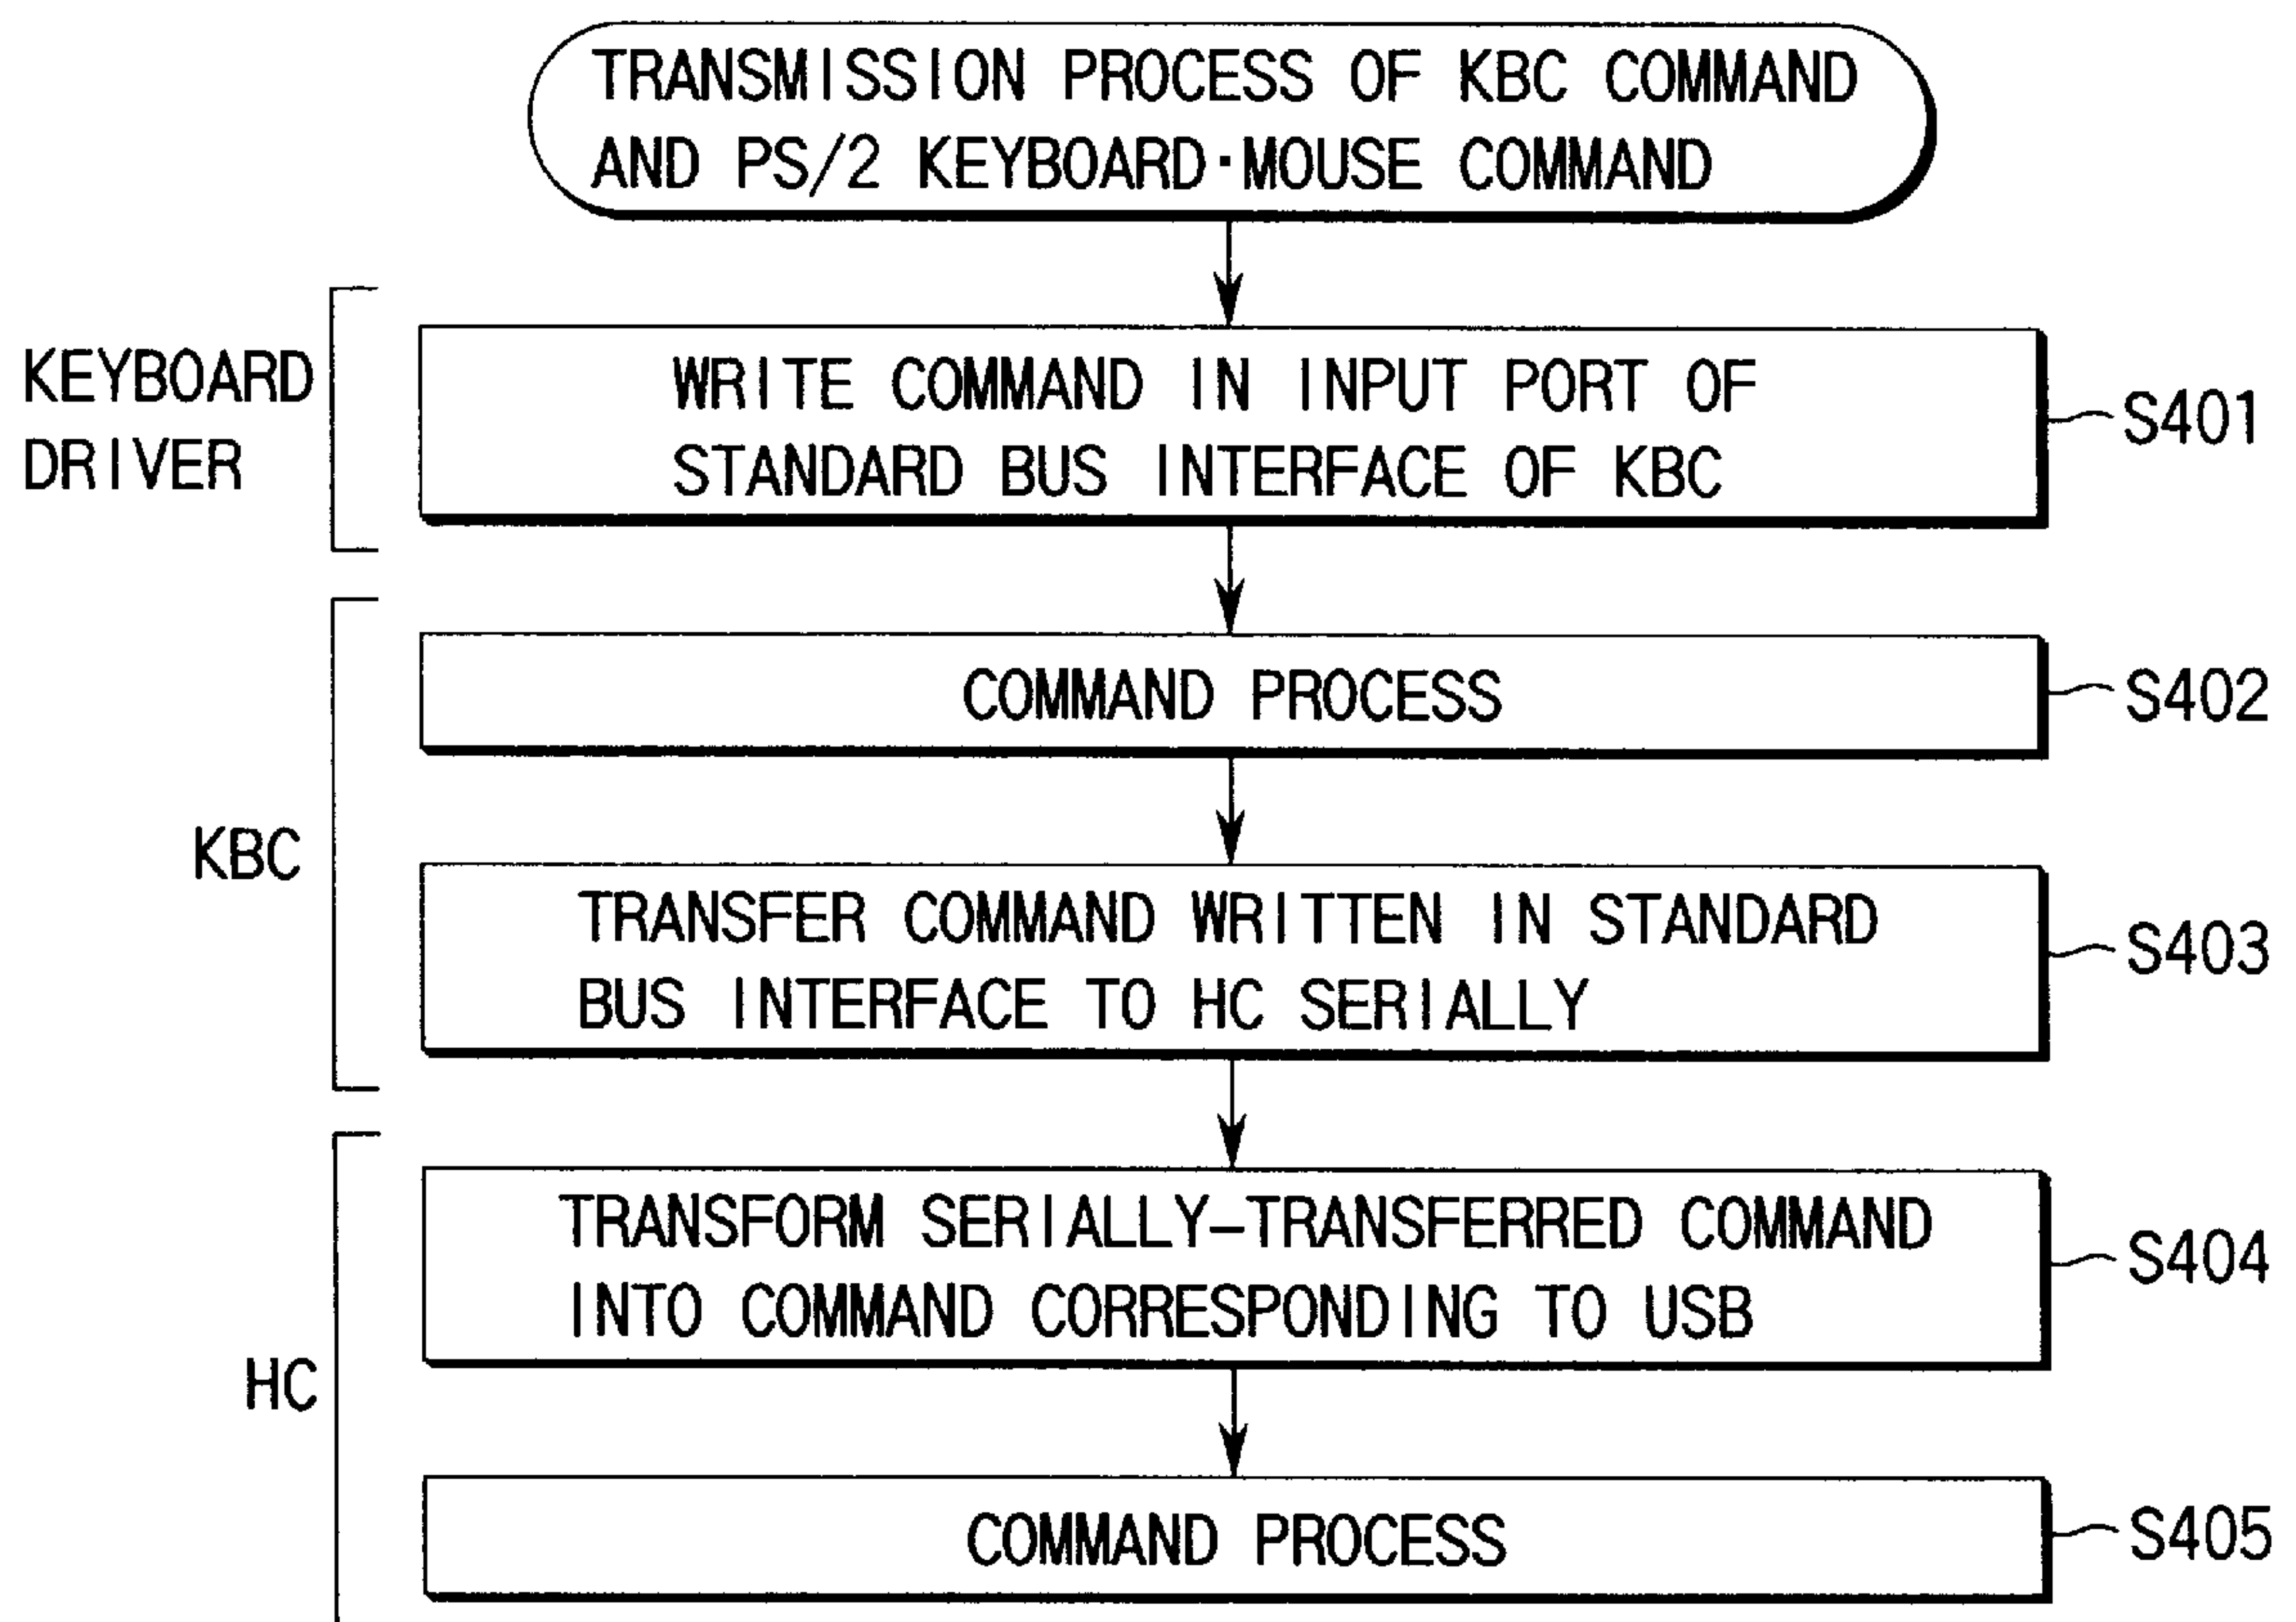 TRANSMISSION PROCESS OF KBC COMMAND
AND PS/2 KEYBOARD·MOUSE COMMAND
KEYBOARD
DRIVER
WRITE COMMAND IN INPUT PORT OF
STANDARD BUS INTERFACE OF KBC
S401
KBC
COMMAND PROCESS
S402
TRANSFER COMMAND WRITTEN IN STANDARD
BUS INTERFACE TO HC SERIALLY
S403
HC
TRANSFORM SERIALLY-TRANSFERRED COMMAND
INTO COMMAND CORRESPONDING TO USB
S404
COMMAND PROCESS
S405